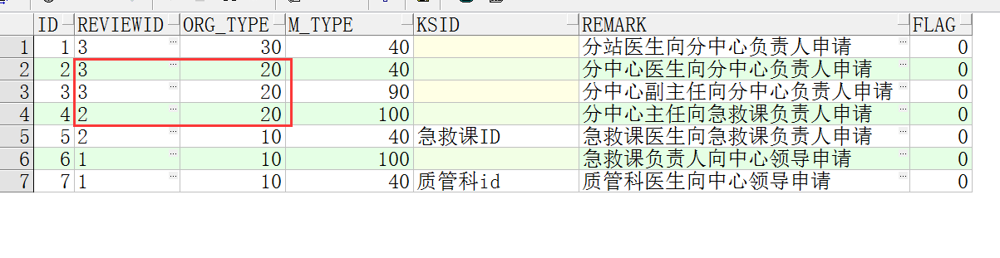 ID REVIEWID ORG_TYPE M_TYPE KSID REMARK FLAG
1 1 3 30 40 分站医生向分中心负责人申请 0
2 2 3 20 40 分中心医生向分中心负责人申请 0
3 3 3 20 90 分中心副主任向分中心负责人申请 0
4 4 2 20 100 分中心主任向急救课负责人申请 0
5 5 2 10 40 急救课ID 急救课医生向急救课负责人申请 0
6 6 1 10 100 急救课负责人向中心领导申请 0
7 7 1 10 40 质管科id 质管科医生向中心领导申请 0